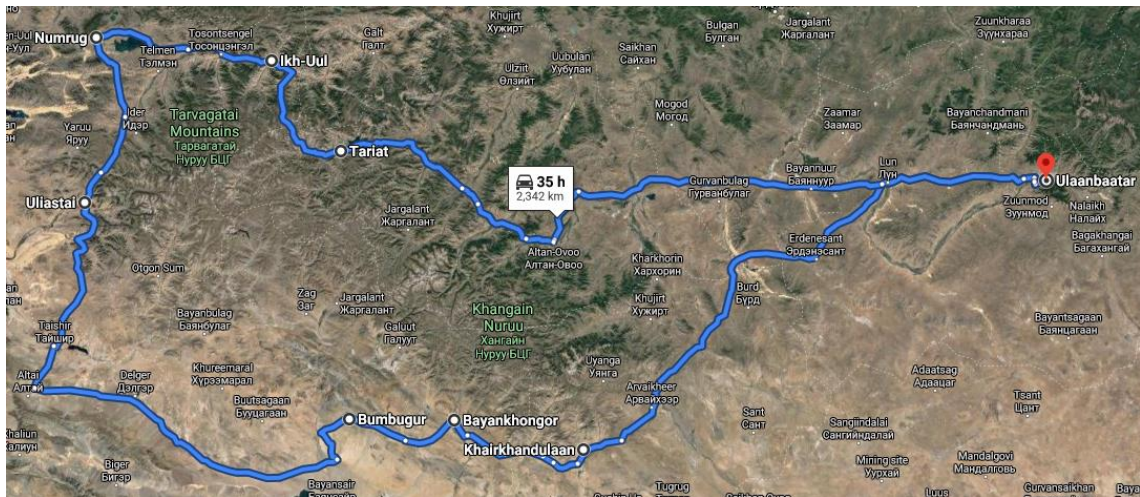 Numrug
Telmen
Тэлмэн
Tosontsengel
Тосонцэнгэл
Galt
Галт
Khujirt
Хужирт
Bulgan
Булган
Jargalant
Жаргалант
Zuunkharaa
Зүүнхараа
Ikh-Uul
Uubulan
Уубулан
Saikhan
Сайхан
Ulziit
Өлзийт
Ider
Идэр
Tarvagatai
Mountains
Тарвагатай
Нуруу БЦГ
Yaruu
Яруу
Mogod
Могод
Zaamar
Заамар
Bayanchandmani
Баянчандмань
Tariat
35 h
2,342 km
Gurvanbulag
Гурванбулаг
Bayannuur
Баяннуур
Lun
Лун
Ulaanbaatar
Zuunmod
Зуунмод
Nalaikh
Налайх
Bagakhangai
Багахангай
Uliastai
Jargalant
Жаргалант
Altan-Ovoo
Алтан-Овоо
Kharkhorin
Хархорин
Erdenesant
Эрдэнэсант
Otgon Sum
Burd
Бүрд
Zag
Заг
Jargalant
Жаргалант
Khangain
Nuruu
Хангайн
Нуруу БЦГ
Khujirt
Хужирт
Bayanbulag
Баянбулаг
Galuut
Галуут
Bayantsagaan
Баянцагаан
Taishir
Тайшир
Uyanga
Уянга
Altai
Алтай
Delger
Дэлгэр
Khureemaral
Хүрээмарал
Buutsagaan
Бууцагаан
Arvaikheer
Арвайхээр
Adaatsag
Адаацаг
Tsant
Цант
Bumbugur
Bayankhongor
Sant
Сант
Sangiindalai
Сангийндалай
Khairkhandulaan
Khaliun
Biger
Бигэр
Bayansair
Mining site
Уурхай
Mandalgovi
Мандалговь
Tugrug
Luus
Gurvansaikhan